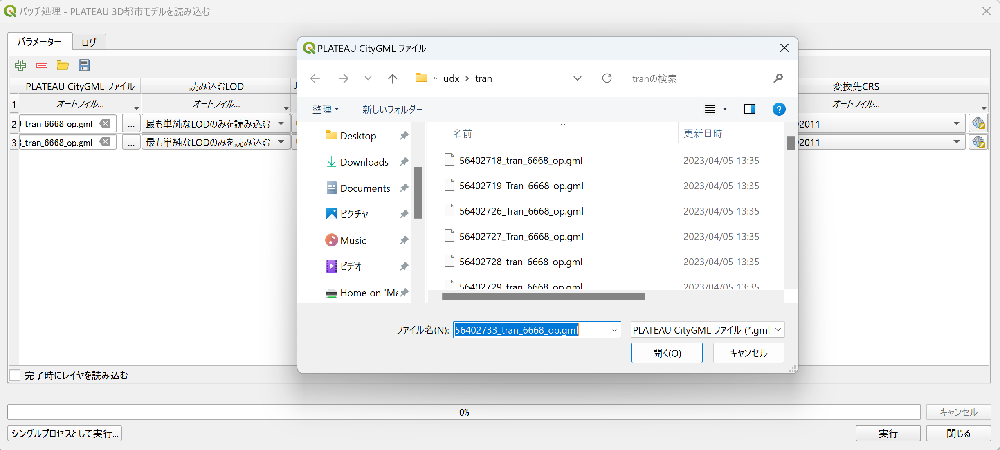 バッチ処理 - PLATEAU 3D都市モデルを読み込む
パラメーター ログ
PLATEAU CityGML ファイル 読み込むLOD 変換先CRS
1 オートフィル... オートフィル... オートフィル...
2 _tran_6668_op.gml ... 最も単純なLODのみを読み込む 2011
3 _tran_6668_op.gml ... 最も単純なLODのみを読み込む 2011
完了時にレイヤを読み込む
0%
キャンセル
シングルプロセスとして実行...
実行
閉じる
PLATEAU CityGML ファイル
« udx › tran
tranの検索
整理
新しいフォルダー
Desktop
Downloads
Documents
ピクチャ
Music
ビデオ
Home on 'Ma
名前 更新日時
56402718_tran_6668_op.gml 2023/04/05 13:35
56402719_Tran_6668_op.gml 2023/04/05 13:35
56402726_Tran_6668_op.gml 2023/04/05 13:35
56402727_Tran_6668_op.gml 2023/04/05 13:35
56402728_tran_6668_op.gml 2023/04/05 13:35
56402729_tran_6668_op.gml 2023/04/05 13:35
ファイル名(N): 56402733_tran_6668_op.gml
PLATEAU CityGML ファイル (*.gml
開く(O)
キャンセル